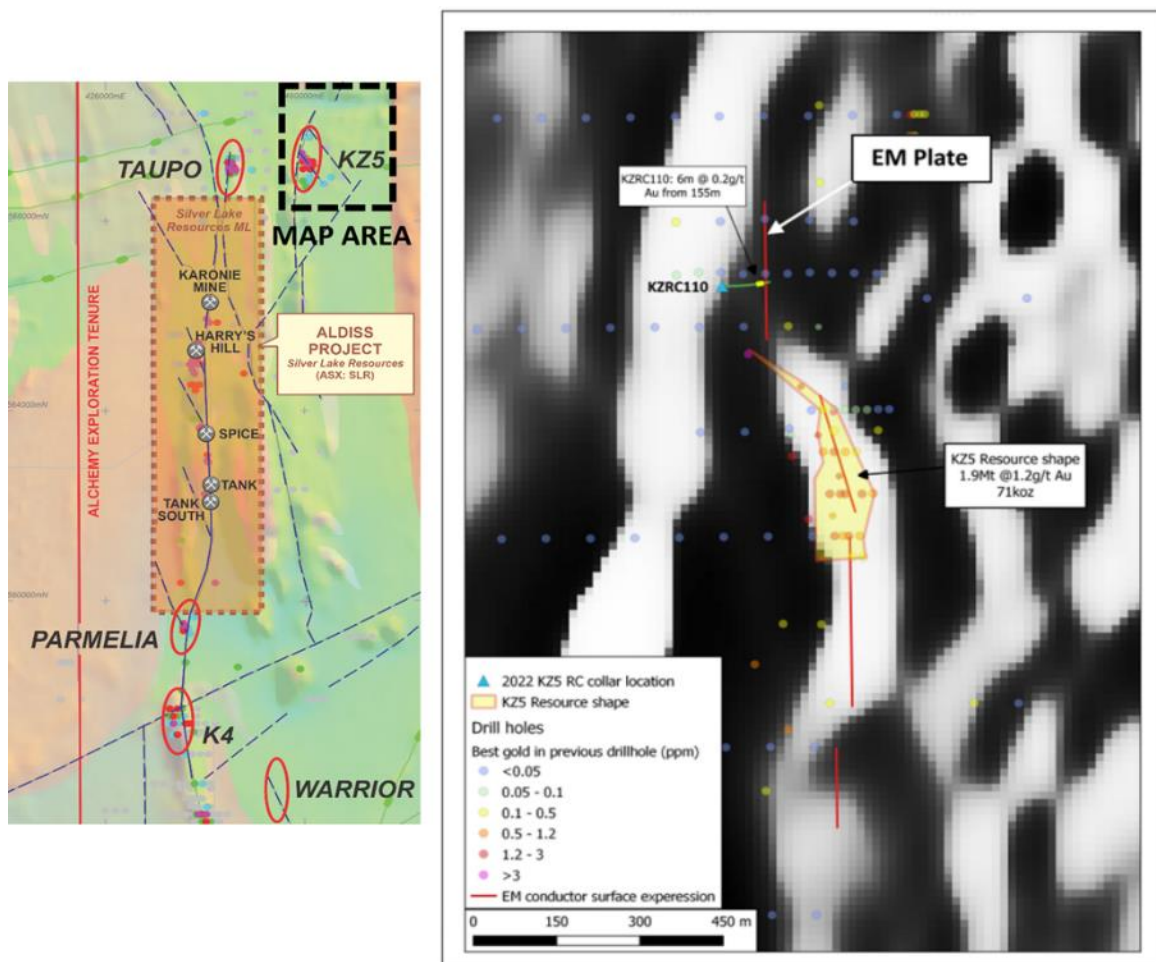 426000mE
TAUPO
KZ5
Silver Lake
Resources ML
MAP AREA
KARONIE
MINE
HARRY'S
HILL
ALDISS
PROJECT
Silver Lake Resources
(ASX: SLR)
ALCHEMY EXPLORATION TENURE
SPICE
TANK
TANK
SOUTH
PARMELIA
K4
WARRIOR
EM Plate
KZRC110: 6m @ 0.2g/t
Au from 155m
KZRC110
KZ5 Resource shape
1.9Mt @1.2g/t Au
71koz
2022 KZ5 RC collar location
KZ5 Resource shape
Drill holes
Best gold in previous drillhole (ppm)
<0.05
0.05 - 0.1
0.1 - 0.5
0.5 - 1.2
1.2 - 3
>3
EM conductor surface experession
0 150 300 450 m